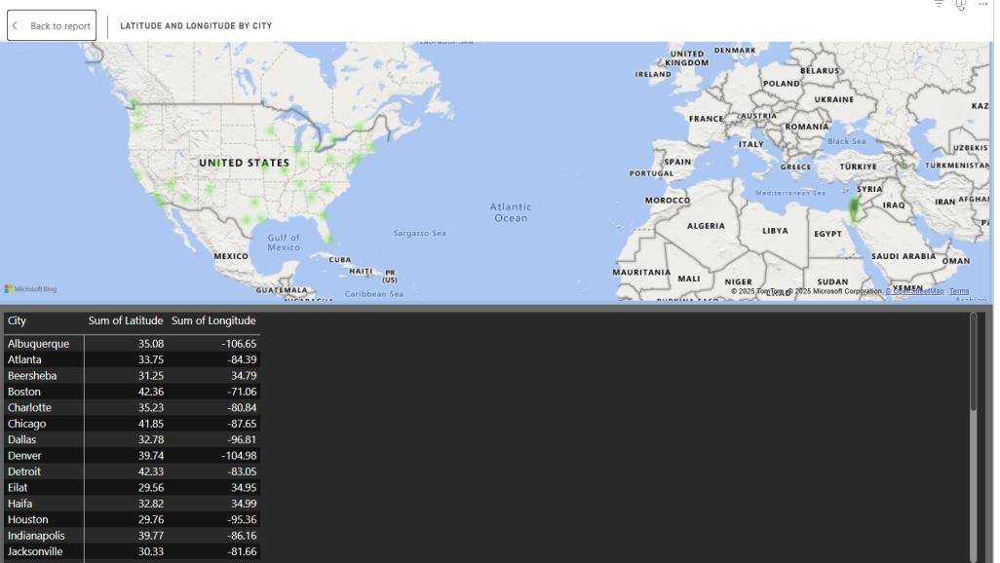 Back to report
LATITUDE AND LONGITUDE BY CITY
Labrador Sea
UNITED
KINGDOM
DENMARK
IRELAND
BELARUS
POLAND
UKRAINE
KAZ
FRANCE
AUSTRIA
ROMANIA
ITALY
Black Sea
UZBEKIS
UNITED STATES
SPAIN
PORTUGAL
GREECE
TÜRKIYE
TURKMENISTAN
Mediterranean Sea
SYRIA
MOROCCO
IRAQ
IRAN
AFGHAN
Atlantic
Ocean
ALGERIA
LIBYA
EGYPT
Sargasso Sea
Gulf of
Mexico
MEXICO
CUBA
HAITI
PR
(US)
SAUDI ARABIA
OMAN
MAURITANIA
MALI
NIGER
SUDAN
YEMEN
GUATEMALA
Caribbean Sea
Microsoft Bing
© 2025 TomTom, © 2025 Microsoft Corporation, © OpenStreetMap Terms
City Sum of Latitude Sum of Longitude
Albuquerque 35.08 -106.65
Atlanta 33.75 -84.39
Beersheba 31.25 34.79
Boston 42.36 -71.06
Charlotte 35.23 -80.84
Chicago 41.85 -87.65
Dallas 32.78 -96.81
Denver 39.74 -104.98
Detroit 42.33 -83.05
Eilat 29.56 34.95
Haifa 32.82 34.99
Houston 29.76 -95.36
Indianapolis 39.77 -86.16
Jacksonville 30.33 -81.66